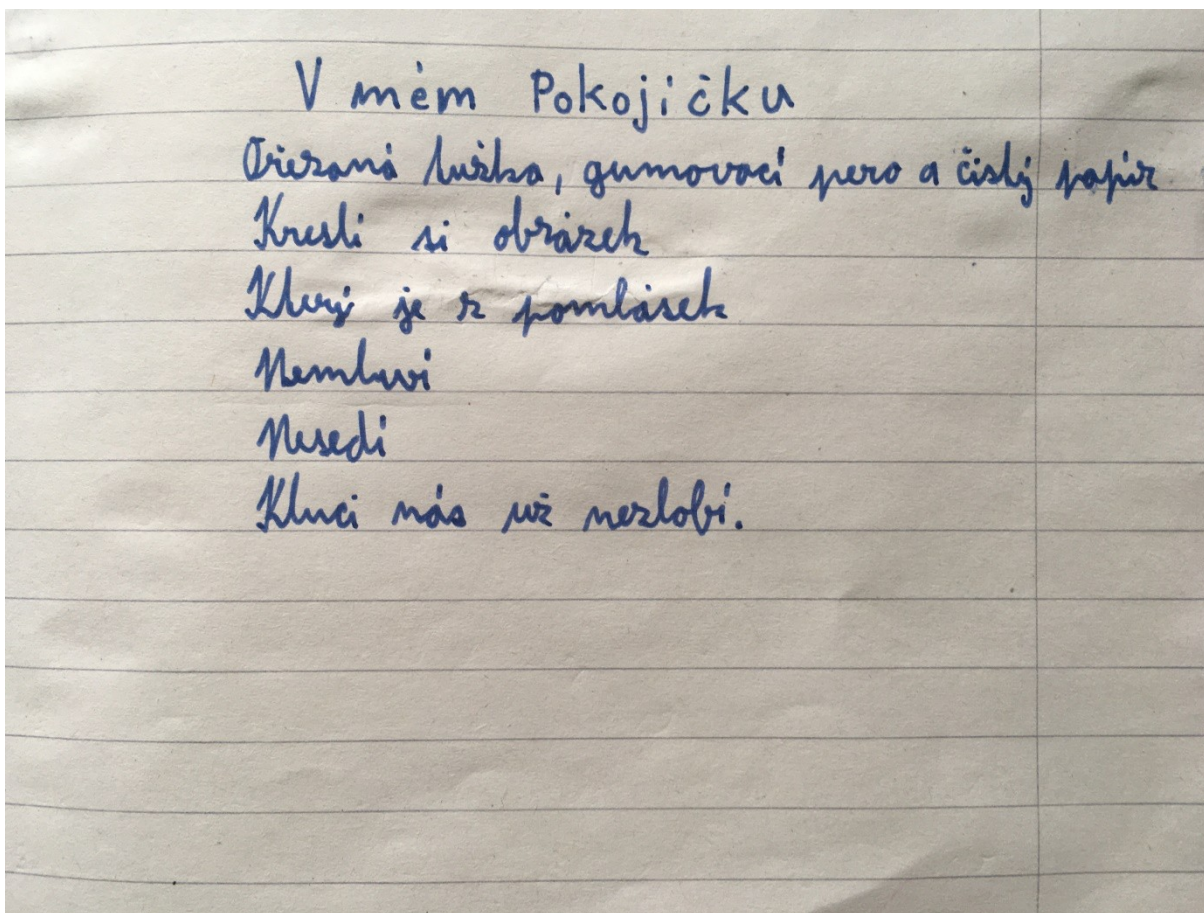 V mém Pokojíčku
Ořezaná tužka, gumovací pero a čistý papír
Kreslí si obrázek
Který je z pomlásek
Nemluví
Nesedí
Kluci nás už nezlobí.